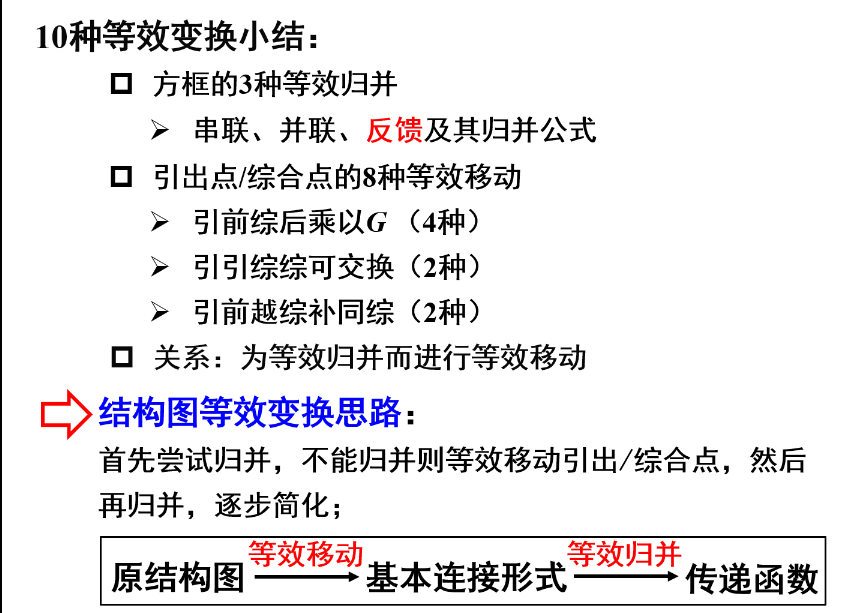 10种等效变换小结：
方框的3种等效归并
串联、并联、反馈及其归并公式
引出点/综合点的8种等效移动
引前综后乘以G （4种）
引引综综可交换（2种）
引前越综补同综（2种）
关系：为等效归并而进行等效移动
结构图等效变换思路：
首先尝试归并，不能归并则等效移动引出/综合点，然后
再归并，逐步简化；
等效移动 等效归并
原结构图 基本连接形式 传递函数